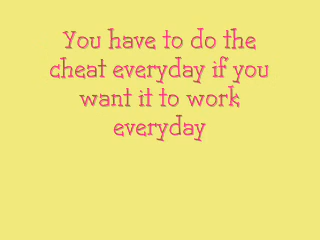 You have to do the
cheat everyday if you
want it to work
everyday